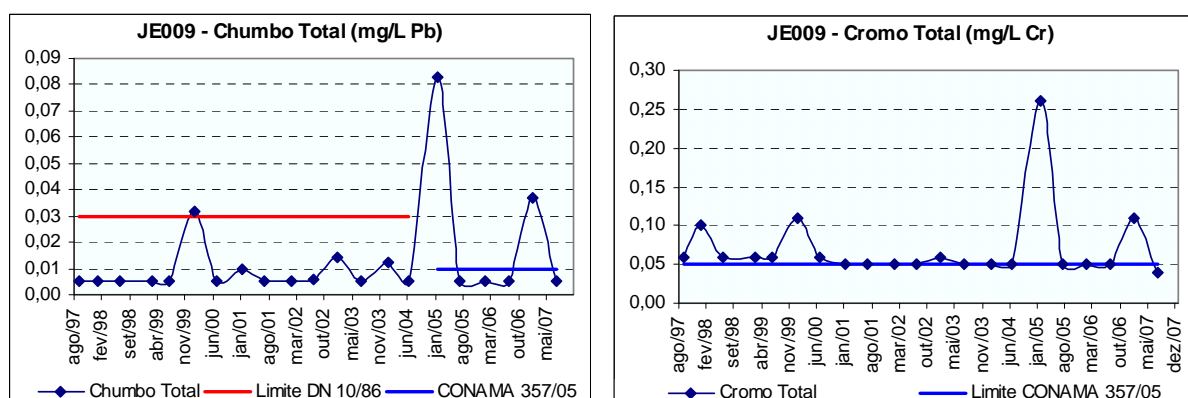 JE009 - Chumbo Total (mg/L Pb)
0,09
0,08
0,07
0,06
0,05
0,04
0,03
0,02
0,01
0,00
ago/97
fev/98
set/98
abr/99
nov/99
jun/00
jan/01
ago/01
mar/02
out/02
mai/03
nov/03
jun/04
jan/05
ago/05
mar/06
out/06
mai/07
Chumbo Total
Limite DN 10/86
CONAMA 357/05
JE009 - Cromo Total (mg/L Cr)
0,30
0,25
0,20
0,15
0,10
0,05
0,00
ago/97
fev/98
set/98
abr/99
nov/99
jun/00
jan/01
ago/01
mar/02
out/02
mai/03
nov/03
jun/04
jan/05
ago/05
mar/06
out/06
mai/07
dez/07
Cromo Total
Limite CONAMA 357/05